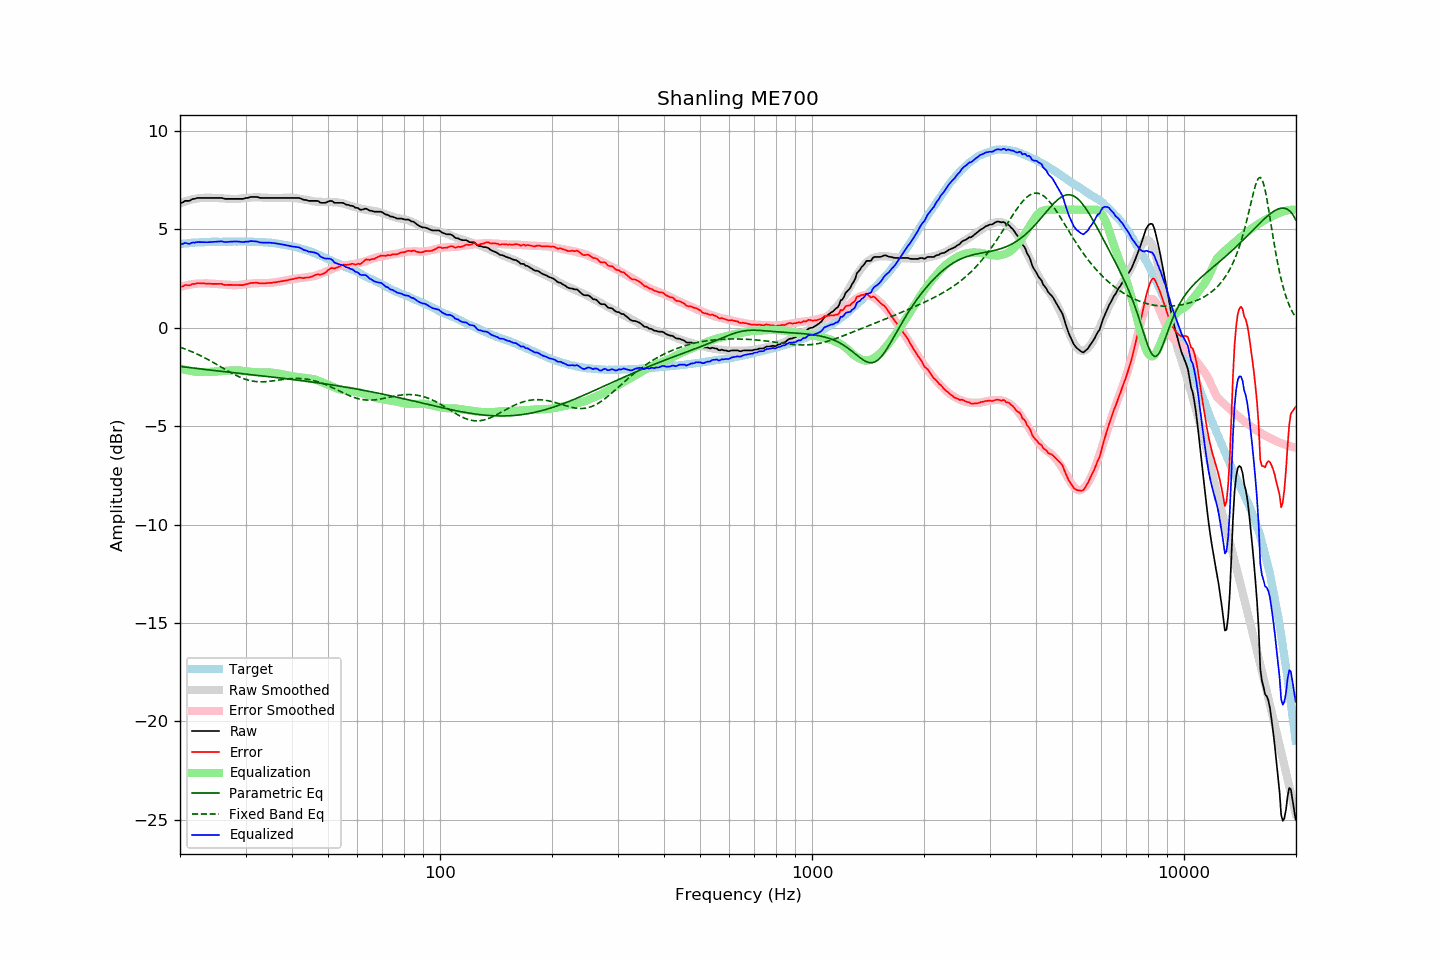 Shanling ME700
10
5
0
−5
−10
−15
−20
−25
Amplitude (dBr)
Target
Raw Smoothed
Error Smoothed
Raw
Error
Equalization
Parametric Eq
Fixed Band Eq
Equalized
100
1000
10000
Frequency (Hz)